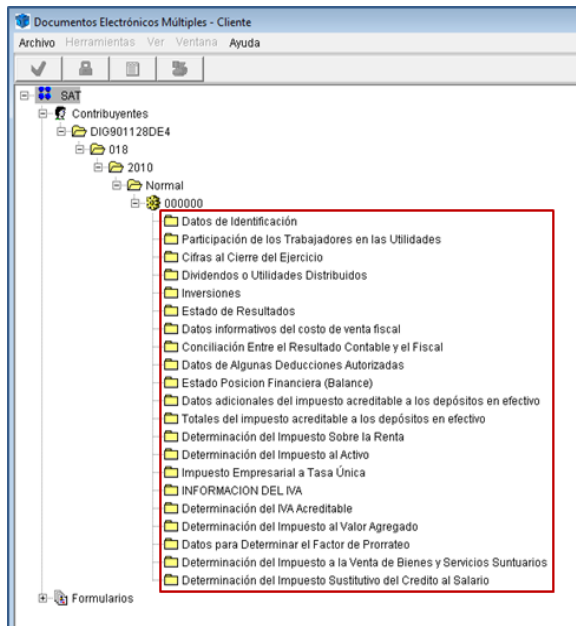 Documentos Electrónicos Múltiples - Cliente
Archivo Herramientas Ver Ventana Ayuda
SAT
Contribuyentes
DIG901128DE4
018
2010
Normal
000000
Datos de Identificación
Participación de los Trabajadores en las Utilidades
Cifras al Cierre del Ejercicio
Dividendos o Utilidades Distribuidos
Inversiones
Estado de Resultados
Datos informativos del costo de venta fiscal
Conciliación Entre el Resultado Contable y el Fiscal
Datos de Algunas Deducciones Autorizadas
Estado Posicion Financiera (Balance)
Datos adicionales del impuesto acreditable a los depósitos en efectivo
Totales del impuesto acreditable a los depósitos en efectivo
Determinación del Impuesto Sobre la Renta
Determinación del Impuesto al Activo
Impuesto Empresarial a Tasa Única
INFORMACION DEL IVA
Determinación del IVA Acreditable
Determinación del Impuesto al Valor Agregado
Datos para Determinar el Factor de Prorrateo
Determinación del Impuesto a la Venta de Bienes y Servicios Suntuarios
Determinación del Impuesto Sustitutivo del Credito al Salario
Formularios